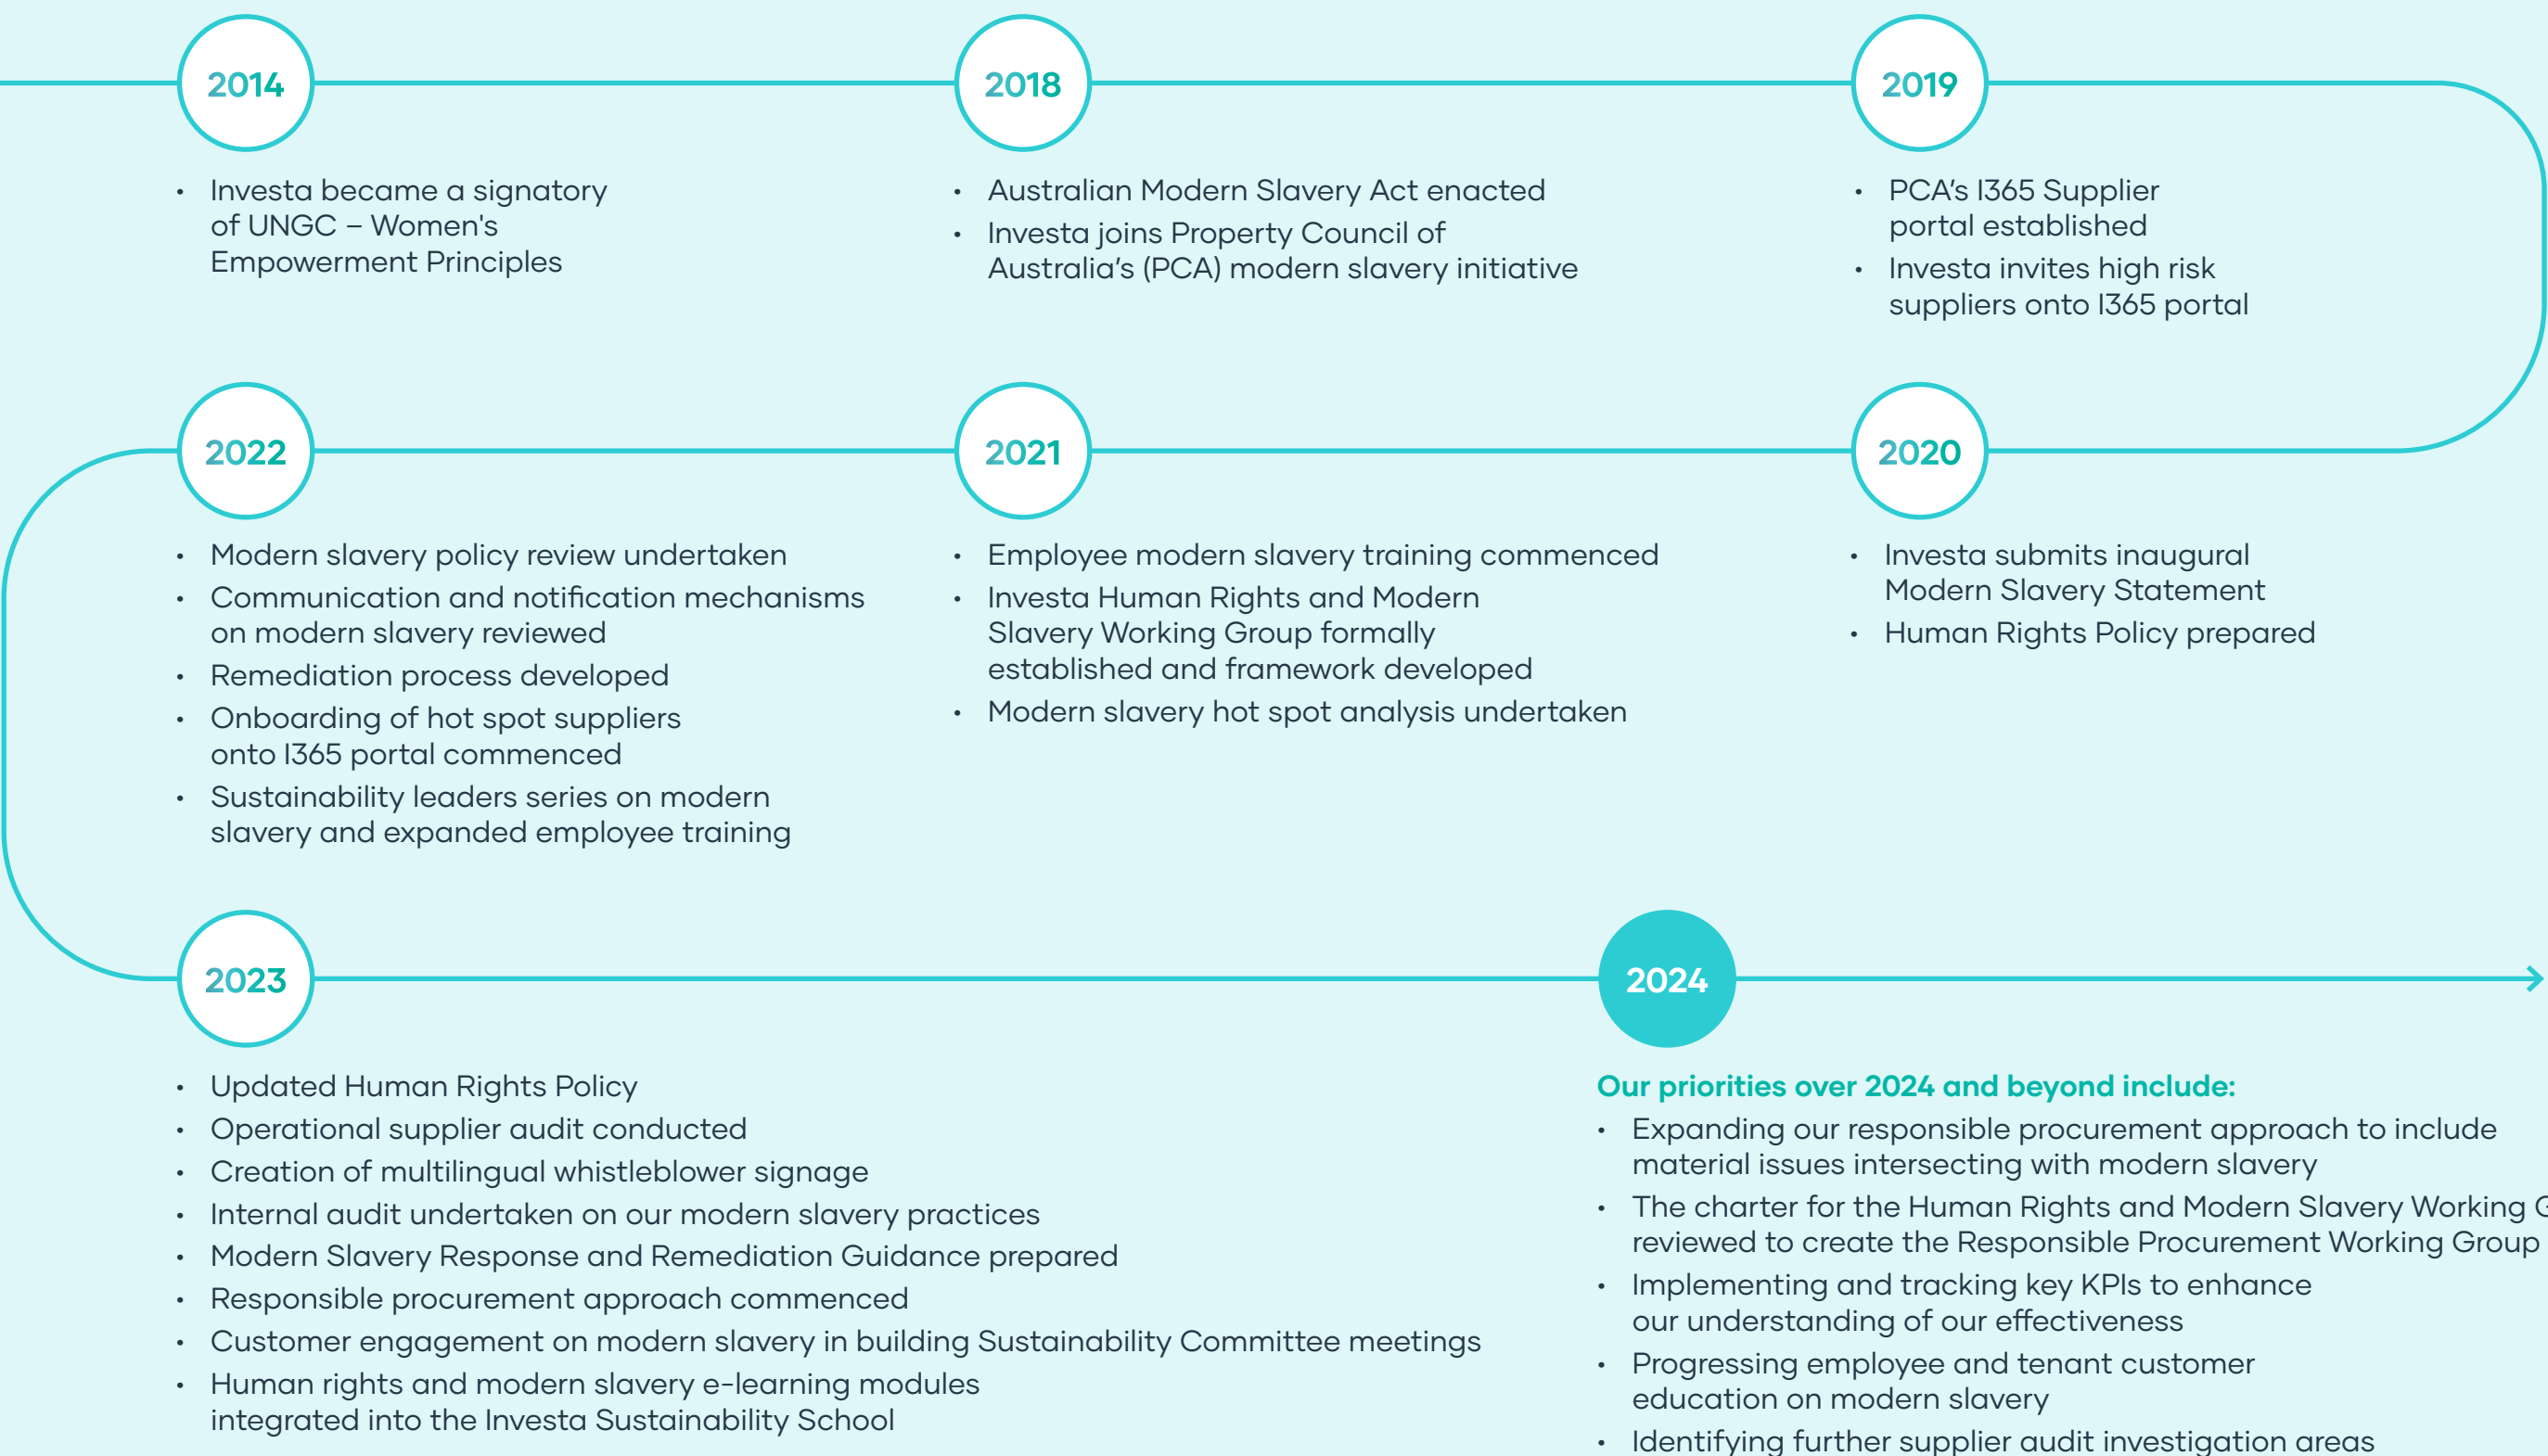 2014
• Investa became a signatory
of UNGC – Women's
Empowerment Principles
2018
• Australian Modern Slavery Act enacted
• Investa joins Property Council of
Australia’s (PCA) modern slavery initiative
2019
• PCA’s I365 Supplier
portal established
• Investa invites high risk
suppliers onto I365 portal
2020
• Investa submits inaugural
Modern Slavery Statement
• Human Rights Policy prepared
2021
• Employee modern slavery training commenced
• Investa Human Rights and Modern
Slavery Working Group formally
established and framework developed
• Modern slavery hot spot analysis undertaken
2022
• Modern slavery policy review undertaken
• Communication and notification mechanisms
on modern slavery reviewed
• Remediation process developed
• Onboarding of hot spot suppliers
onto I365 portal commenced
• Sustainability leaders series on modern
slavery and expanded employee training
2023
• Updated Human Rights Policy
• Operational supplier audit conducted
• Creation of multilingual whistleblower signage
• Internal audit undertaken on our modern slavery practices
• Modern Slavery Response and Remediation Guidance prepared
• Responsible procurement approach commenced
• Customer engagement on modern slavery in building Sustainability Committee meetings
• Human rights and modern slavery e-learning modules
integrated into the Investa Sustainability School
2024
Our priorities over 2024 and beyond include:
• Expanding our responsible procurement approach to include
material issues intersecting with modern slavery
• The charter for the Human Rights and Modern Slavery Working
reviewed to create the Responsible Procurement Working Group
• Implementing and tracking key KPIs to enhance
our understanding of our effectiveness
• Progressing employee and tenant customer
education on modern slavery
• Identifying further supplier audit investigation areas